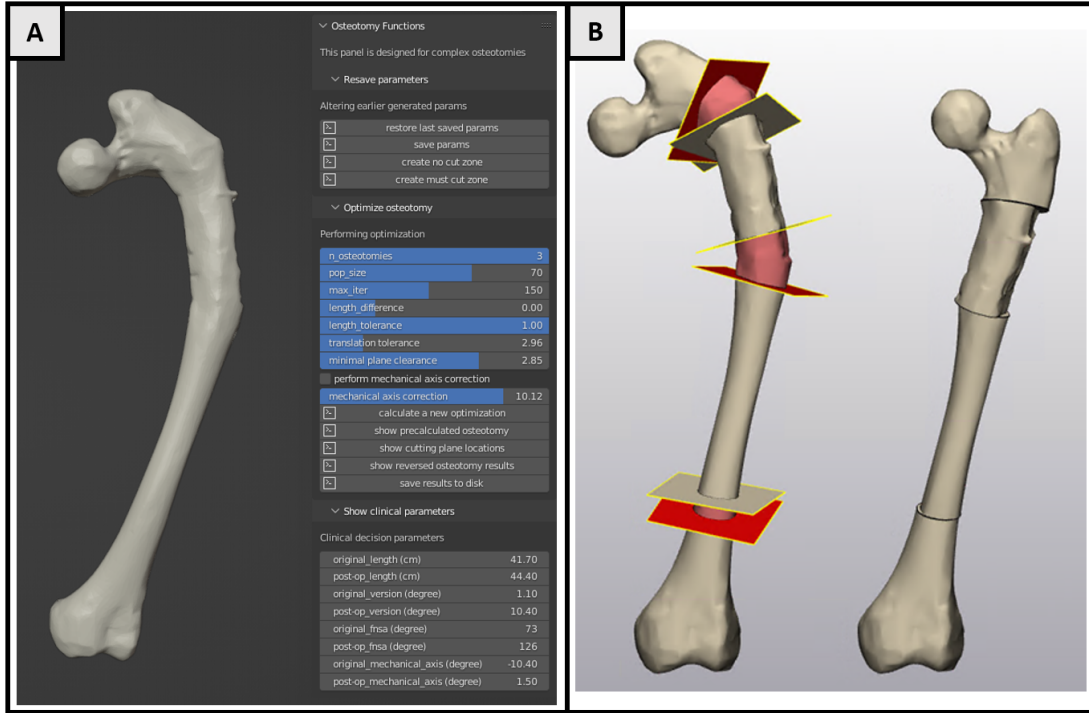 A
Osteotomy Functions
This panel is designed for complex osteotomies
Resave parameters
Altering earlier generated params
restore last saved params
save params
create no cut zone
create must cut zone
Optimize osteotomy
Performing optimization
n_osteotomies 3
pop_size 70
max_iter 150
length_difference 0.00
length_tolerance 1.00
translation tolerance 2.96
minimal plane clearance 2.85
perform mechanical axis correction
mechanical axis correction 10.12
calculate a new optimization
show precalculated osteotomy
show cutting plane locations
show reversed osteotomy results
save results to disk
Show clinical parameters
Clinical decision parameters
original_length (cm) 41.70
post-op_length (cm) 44.40
original_version (degree) 1.10
post-op_version (degree) 10.40
original_fnsa (degree) 73
post-op_fnsa (degree) 126
original_mechanical_axis (degree) -10.40
post-op_mechanical_axis (degree) 1.50
B